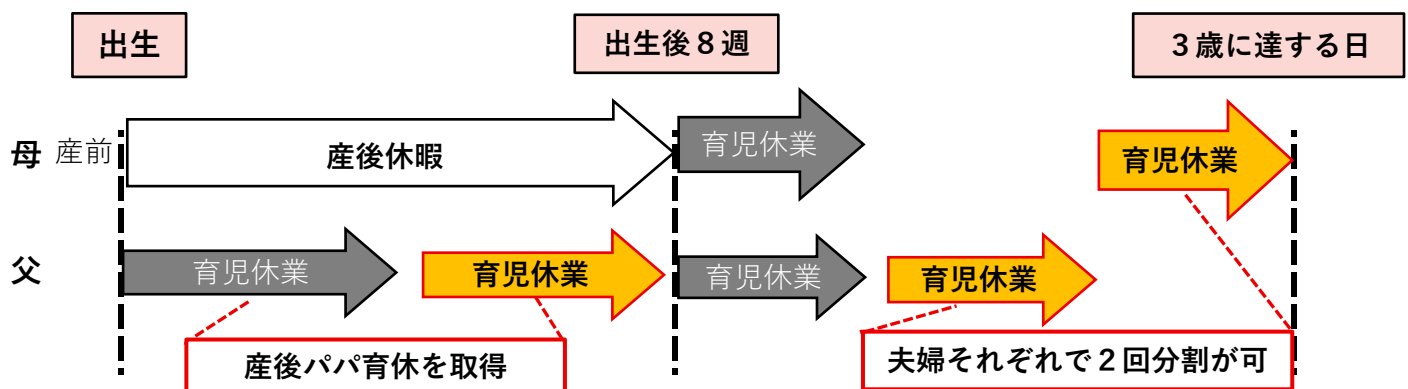 出生
出生後８週
３歳に達する日
母 産前
産後休暇
育児休業
育児休業
父
育児休業
育児休業
育児休業
育児休業
産後パパ育休を取得
夫婦それぞれで２回分割が可